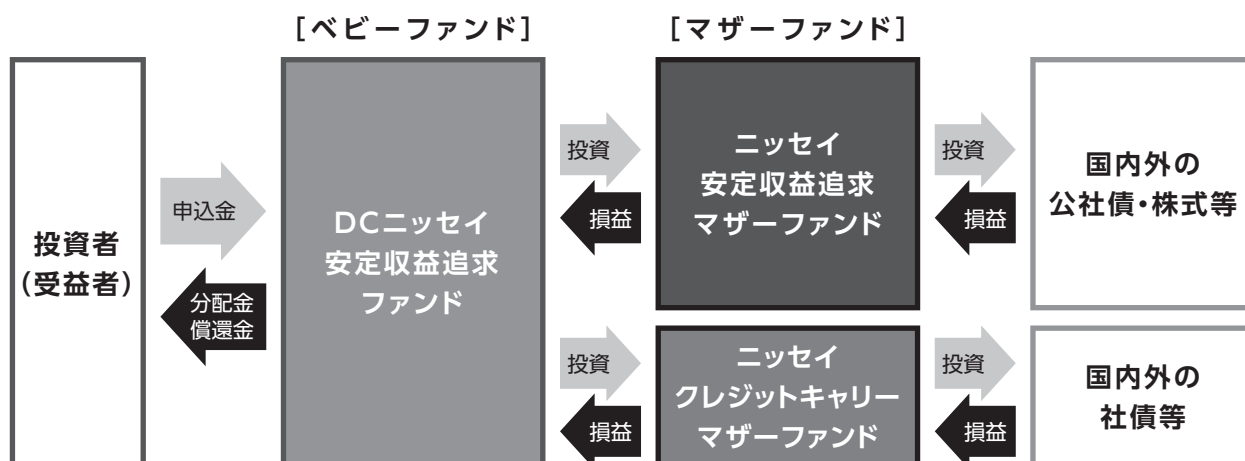 [ベビーファンド]
[マザーファンド]
投資者
(受益者)
申込金
分配金
償還金
DCニッセイ
安定収益追求
ファンド
投資
損益
ニッセイ
安定収益追求
マザーファンド
投資
損益
国内外の
公社債・株式等
投資
損益
ニッセイ
クレジットキャリー
マザーファンド
投資
損益
国内外の
社債等